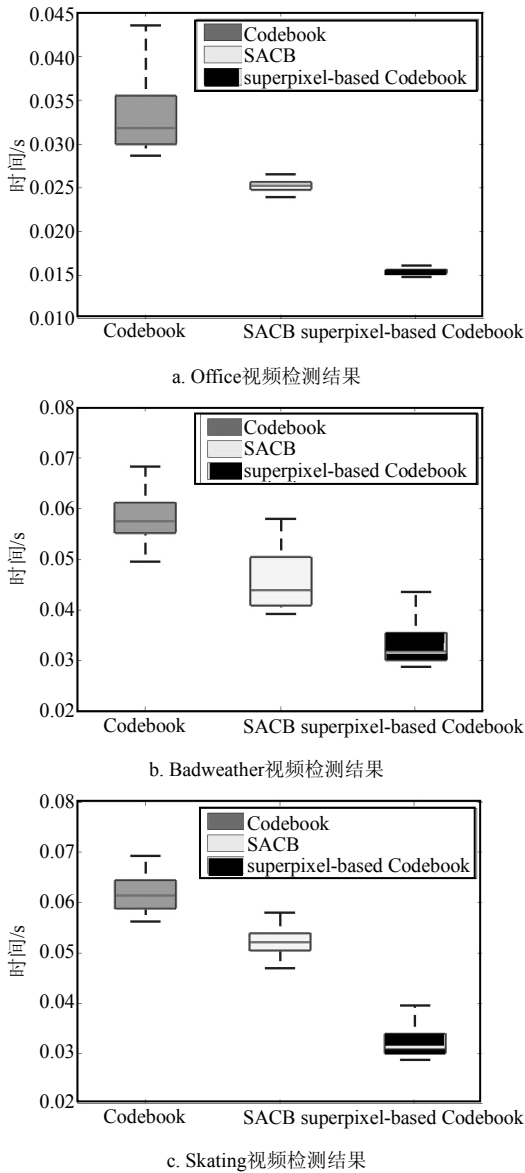 0.045
0.035
0.030
0.025
0.020
0.015
0.010
时间/s
Codebook
SACB
superpixel-based Codebook
Codebook
SACB superpixel-based Codebook
a. Office视频检测结果
0.08
0.07
0.06
0.05
0.04
0.03
0.02
时间/s
Codebook
SACB
superpixel-based Codebook
Codebook
SACB superpixel-based Codebook
b. Badweather视频检测结果
0.08
0.07
0.06
0.05
0.04
0.03
0.02
时间/s
Codebook
SACB
superpixel-based Codebook
Codebook
SACB superpixel-based Codebook
c. Skating视频检测结果